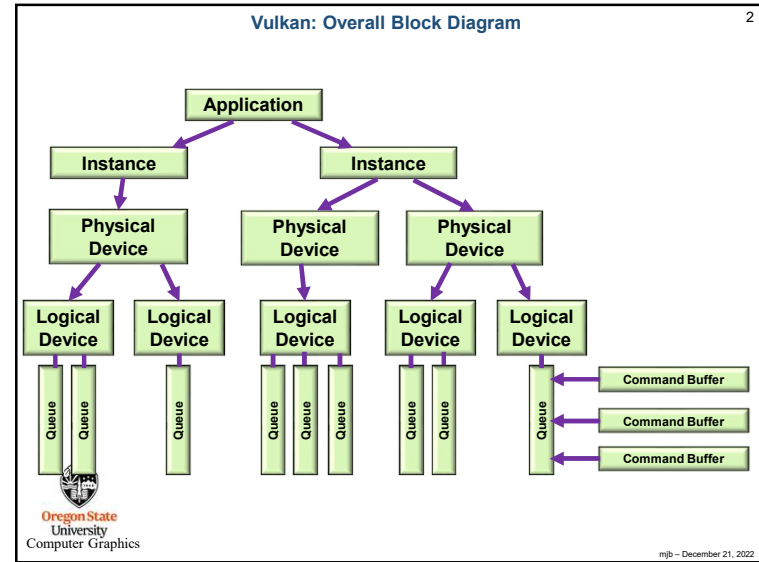 Vulkan: Overall Block Diagram
2
Application
Instance
Instance
Physical
Device
Physical
Device
Physical
Device
Logical
Device
Logical
Device
Logical
Device
Logical
Device
Logical
Device
Queue
Queue
Queue
Queue
Queue
Queue
Queue
Queue
Queue
Command Buffer
Command Buffer
Command Buffer
Oregon State
University
Computer Graphics
mjb – December 21, 2022